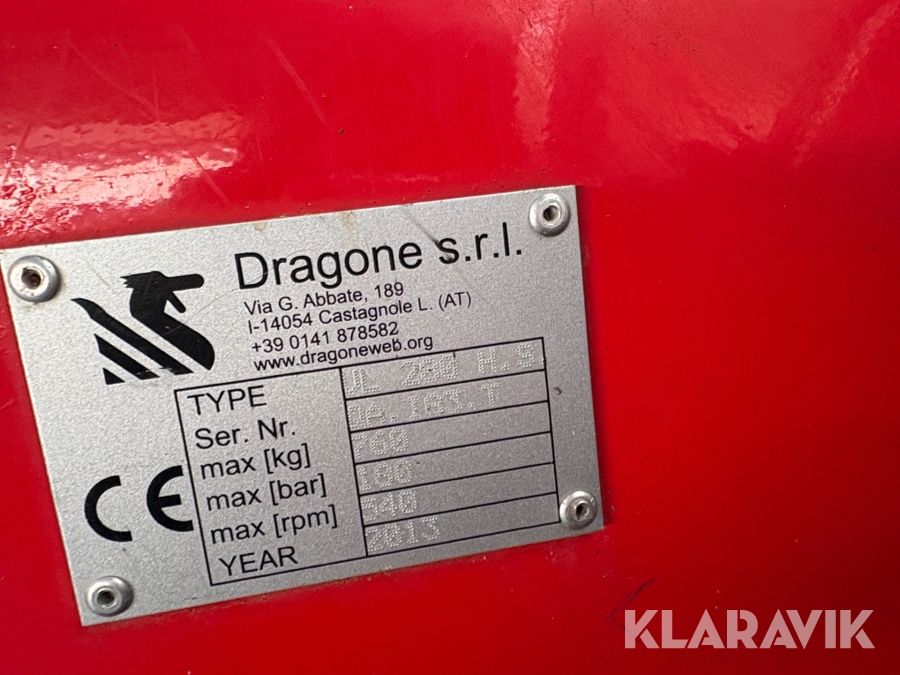 Dragone s.r.l.
Via G. Abbate, 189
I-14054 Castagnole L. (AT)
+39 0141 878582
www.dragoneweb.org
TYPE
Ser. Nr.
max [kg] 760
max [bar] 180
max [rpm] 540
YEAR 2013
CE
KLARAVIK